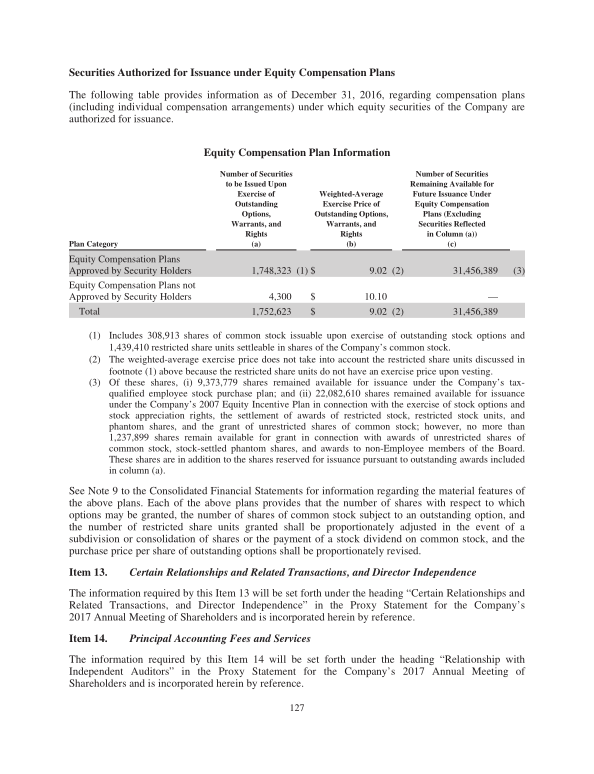 Securities Authorized for Issuance under Equity Compensation Plans
The following table provides information as of December 31, 2016, regarding compensation plans
(including individual compensation arrangements) under which equity securities of the Company are
authorized for issuance.
Equity Compensation Plan Information
Number of Securities
to be Issued Upon
Exercise of
Outstanding
Options,
Warrants, and
Rights
(a)
Weighted-Average
Exercise Price of
Outstanding Options,
Warrants, and
Rights
(b)
Number of Securities
Remaining Available for
Future Issuance Under
Equity Compensation
Plans (Excluding
Securities Reflected
in Column (a))
(c)
Plan Category
Equity Compensation Plans
Approved by Security Holders 1,748,323 (1) $ 9.02 (2) 31,456,389 (3)
Equity Compensation Plans not
Approved by Security Holders 4,300 $ 10.10 —
Total 1,752,623 $ 9.02 (2) 31,456,389
(1) Includes 308,913 shares of common stock issuable upon exercise of outstanding stock options and
1,439,410 restricted share units settleable in shares of the Company's common stock.
(2) The weighted-average exercise price does not take into account the restricted share units discussed in
footnote (1) above because the restricted share units do not have an exercise price upon vesting.
(3) Of these shares, (i) 9,373,779 shares remained available for issuance under the Company's tax-
qualified employee stock purchase plan; and (ii) 22,082,610 shares remained available for issuance
under the Company's 2007 Equity Incentive Plan in connection with the exercise of stock options and
stock appreciation rights, the settlement of awards of restricted stock, restricted stock units, and
phantom shares, and the grant of unrestricted shares of common stock; however, no more than
1,237,899 shares remain available for grant in connection with awards of unrestricted shares of
common stock, stock-settled phantom shares, and awards to non-Employee members of the Board.
These shares are in addition to the shares reserved for issuance pursuant to outstanding awards included
in column (a).
See Note 9 to the Consolidated Financial Statements for information regarding the material features of
the above plans. Each of the above plans provides that the number of shares with respect to which
options may be granted, the number of shares of common stock subject to an outstanding option, and
the number of restricted share units granted shall be proportionately adjusted in the event of a
subdivision or consolidation of shares or the payment of a stock dividend on common stock, and the
purchase price per share of outstanding options shall be proportionately revised.
Item 13. Certain Relationships and Related Transactions, and Director Independence
The information required by this Item 13 will be set forth under the heading “Certain Relationships and
Related Transactions, and Director Independence” in the Proxy Statement for the Company's
2017 Annual Meeting of Shareholders and is incorporated herein by reference.
Item 14. Principal Accounting Fees and Services
The information required by this Item 14 will be set forth under the heading “Relationship with
Independent Auditors” in the Proxy Statement for the Company's 2017 Annual Meeting of
Shareholders and is incorporated herein by reference.
127